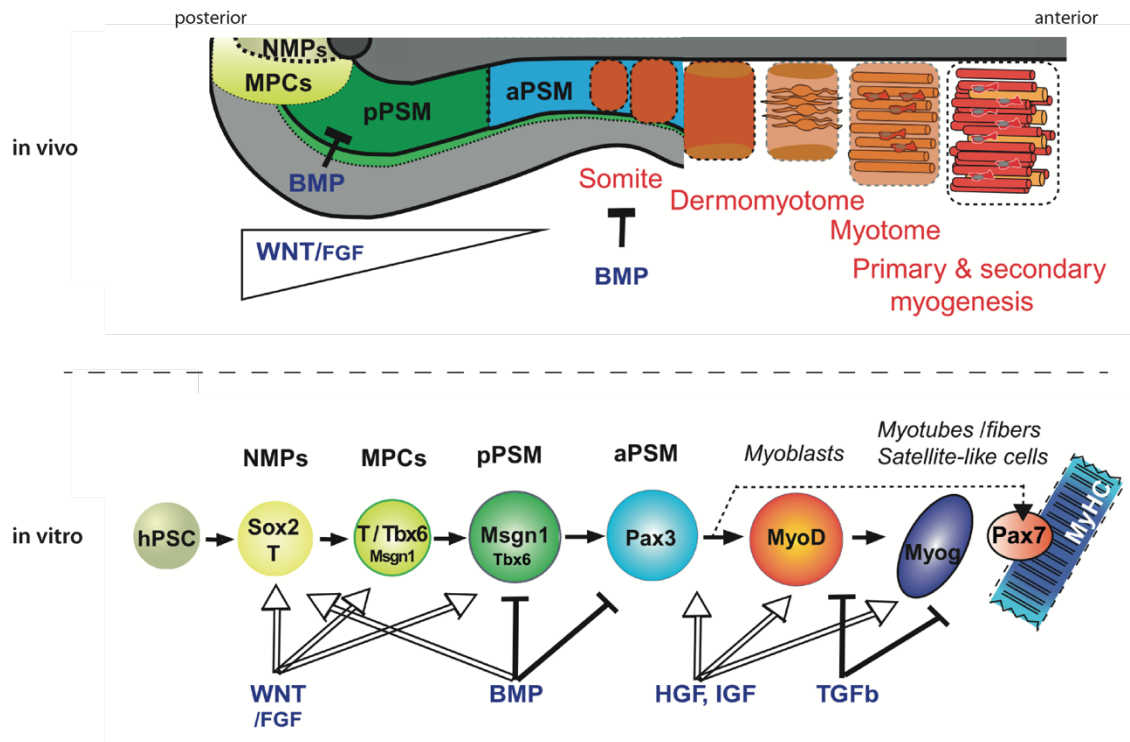 posterior
anterior
in vivo
NMPs
MPCs
pPSM
aPSM
BMP
WNT/FGF
Somite
BMP
Dermomyotome
Myotome
Primary & secondary
myogenesis
in vitro
NMPs
MPCs
pPSM
aPSM
Myoblasts
Myotubes /fibers
Satellite-like cells
hPSC
Sox2
T
T / Tbx6
Msgn1
Msgn1
Tbx6
Pax3
MyoD
Myog
Pax7
MyHC
WNT
/FGF
BMP
HGF, IGF
TGFb